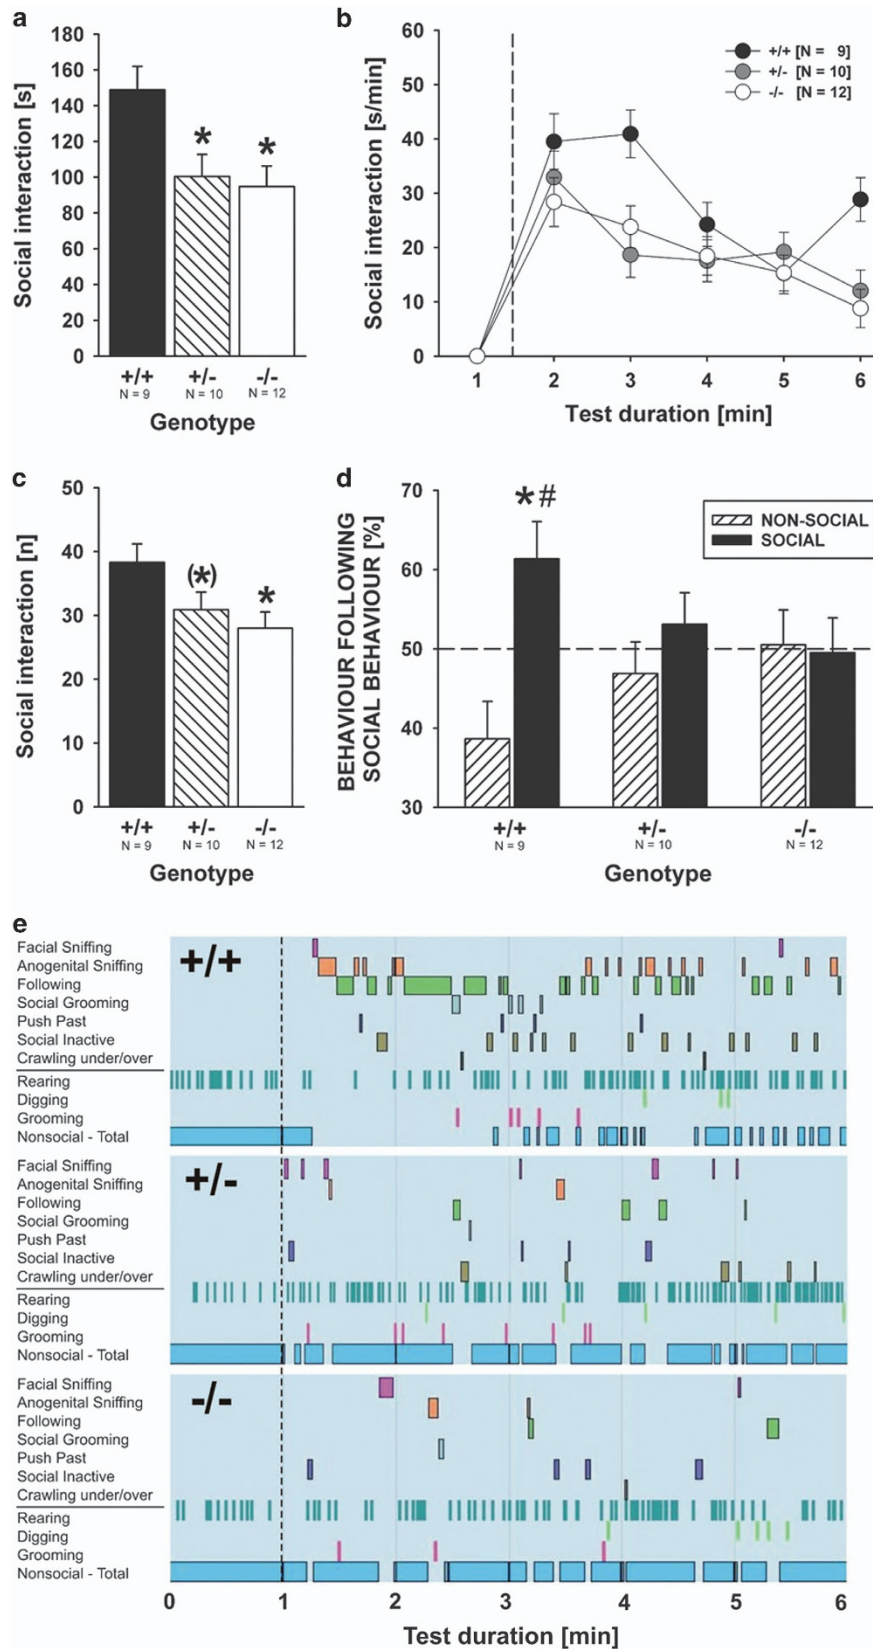 a
180
160
140
120
100
80
60
40
20
0
Social interaction [s]
*
*
+/+
+/-
-/-
N = 9
N = 10
N = 12
Genotype
b
60
50
40
30
20
10
0
Social interaction [s/min]
+/+ [N = 9]
+/- [N = 10]
-/- [N = 12]
1
2
3
4
5
6
Test duration [min]
c
50
40
30
20
10
0
Social interaction [n]
(*)
*
+/+
+/-
-/-
N = 9
N = 10
N = 12
Genotype
d
70
60
50
40
30
BEHAVIOUR FOLLOWING
SOCIAL BEHAVIOUR [%]
*#
NON-SOCIAL
SOCIAL
+/+
+/-
-/-
N = 9
N = 10
N = 12
Genotype
e
+/+
Facial Sniffing
Anogenital Sniffing
Following
Social Grooming
Push Past
Social Inactive
Crawling under/over
Rearing
Digging
Grooming
Nonsocial - Total
+/-
Facial Sniffing
Anogenital Sniffing
Following
Social Grooming
Push Past
Social Inactive
Crawling under/over
Rearing
Digging
Grooming
Nonsocial - Total
-/-
Facial Sniffing
Anogenital Sniffing
Following
Social Grooming
Push Past
Social Inactive
Crawling under/over
Rearing
Digging
Grooming
Nonsocial - Total
0
1
2
3
4
5
6
Test duration [min]